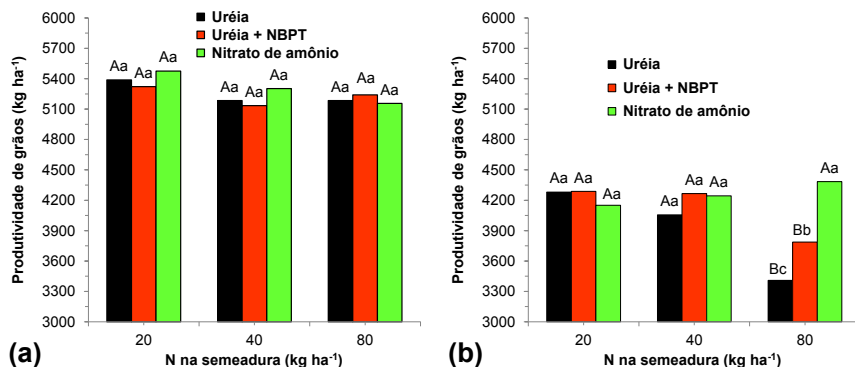 Produtividade de grãos (kg ha⁻¹)
6000
5700
5400
5100
4800
4500
4200
3900
3600
3300
3000
Uréia
Uréia + NBPT
Nitrato de amônio
Aa Aa Aa
Aa Aa Aa
Aa Aa Aa
20 40 80
N na semeadura (kg ha⁻¹)
(a)
Produtividade de grãos (kg ha⁻¹)
6000
5700
5400
5100
4800
4500
4200
3900
3600
3300
3000
Uréia
Uréia + NBPT
Nitrato de amônio
Aa Aa Aa
Aa Aa Aa
Bc Bb Aa
20 40 80
N na semeadura (kg ha⁻¹)
(b)